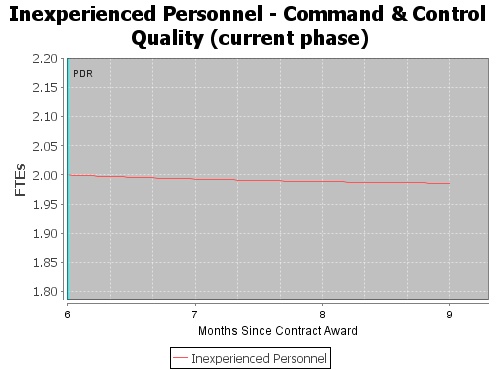 Inexperienced Personnel - Command & Control
Quality (current phase)
2.20
2.15
2.10
2.05
2.00
1.95
1.90
1.85
1.80
FTEs
PDR
6 7 8 9
Months Since Contract Award
Inexperienced Personnel